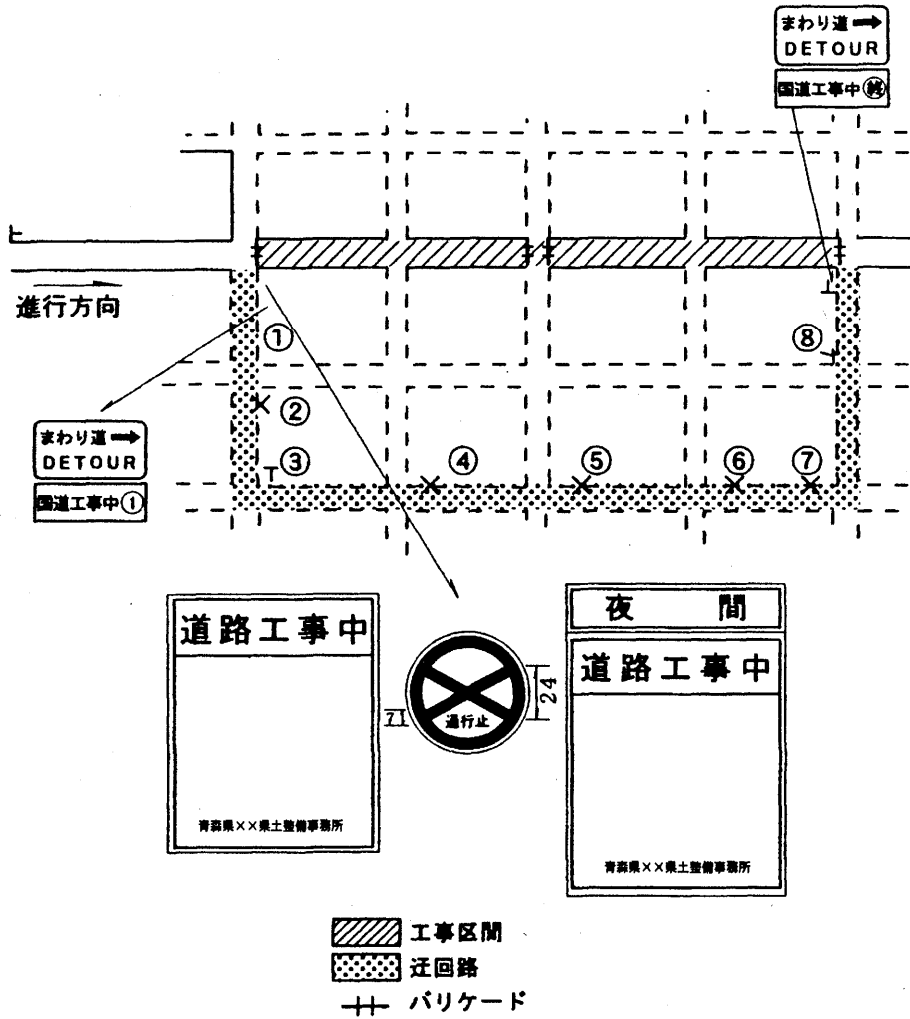 まわり道
DETOUR
国道工事中終
進行方向
①
⑧
②
まわり道
DETOUR
国道工事中①
③
④
⑤
⑥
⑦
道路工事中
青森県××県土整備事務所
通行止
71
24
夜 間
道路工事中
青森県××県土整備事務所
工事区間
迂回路
バリケード